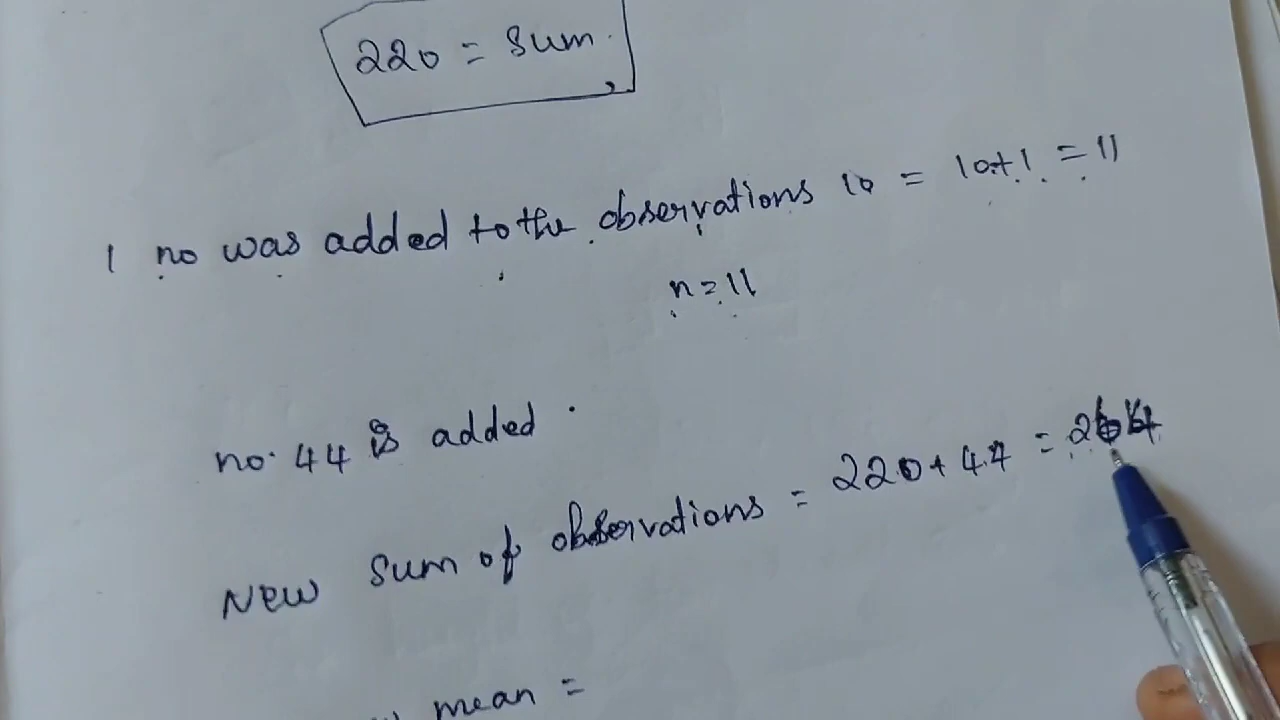 220 = sum.
1 no was added to the observations 10 = 10+1 = 11
n = 11
no. 44 is added.
New sum of observations = 220 + 44 = 264
mean =